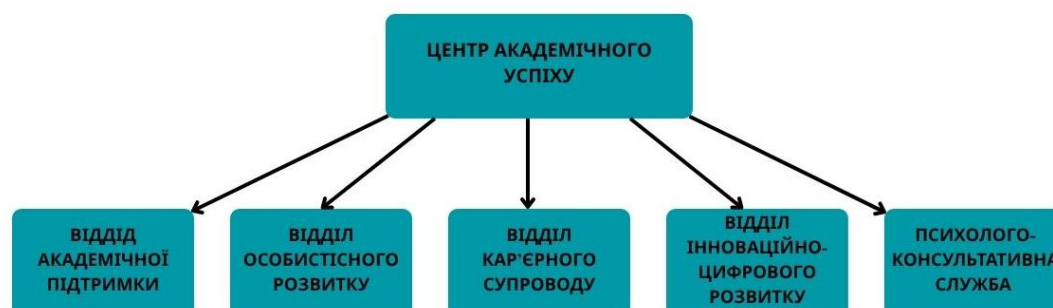 ЦЕНТР АКАДЕМІЧНОГО
УСПІХУ
ВІДДІД
АКАДЕМІЧНОЇ
ПІДТРИМКИ
ВІДДІЛ
ОСОБИСТІСНОГО
РОЗВИТКУ
ВІДДІЛ
КАР'ЄРНОГО
СУПРОВОДУ
ВІДДІЛ
ІННОВАЦІЙНО-
ЦИФРОВОГО
РОЗВИТКУ
ПСИХОЛОГО-
КОНСУЛЬТАТИВНА
СЛУЖБА